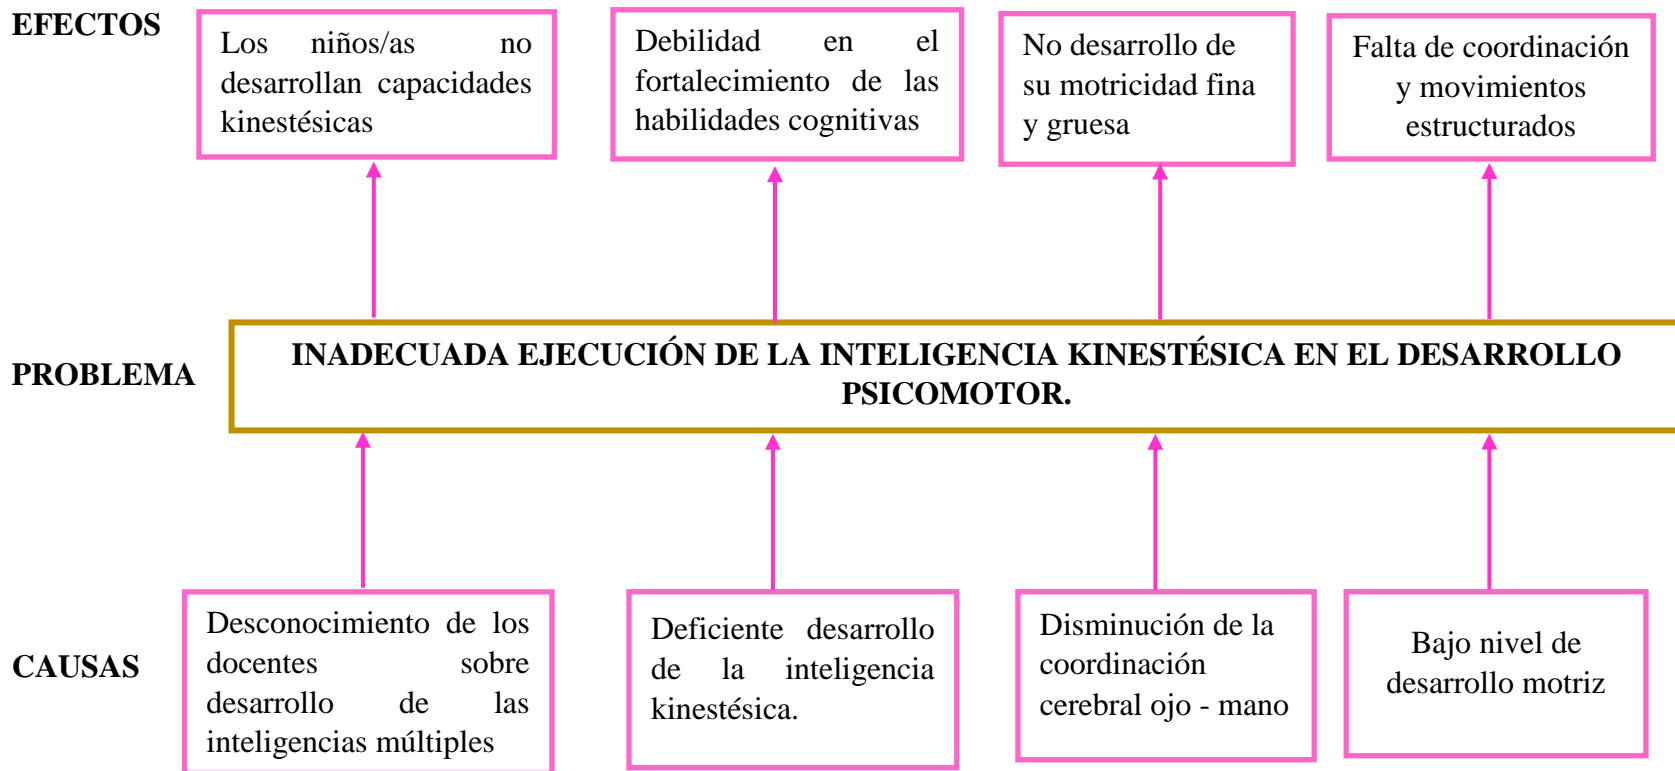 EFECTOS
Los niños/as no
desarrollan capacidades
kinestésicas
Debilidad en el
fortalecimiento de las
habilidades cognitivas
No desarrollo de
su motricidad fina
y gruesa
Falta de coordinación
y movimientos
estructurados
PROBLEMA
INADECUADA EJECUCIÓN DE LA INTELIGENCIA KINESTÉSICA EN EL DESARROLLO
PSICOMOTOR.
CAUSAS
Desconocimiento de los
docentes sobre
desarrollo de las
inteligencias múltiples
Deficiente desarrollo
de la inteligencia
kinestésica.
Disminución de la
coordinación
cerebral ojo - mano
Bajo nivel de
desarrollo motriz